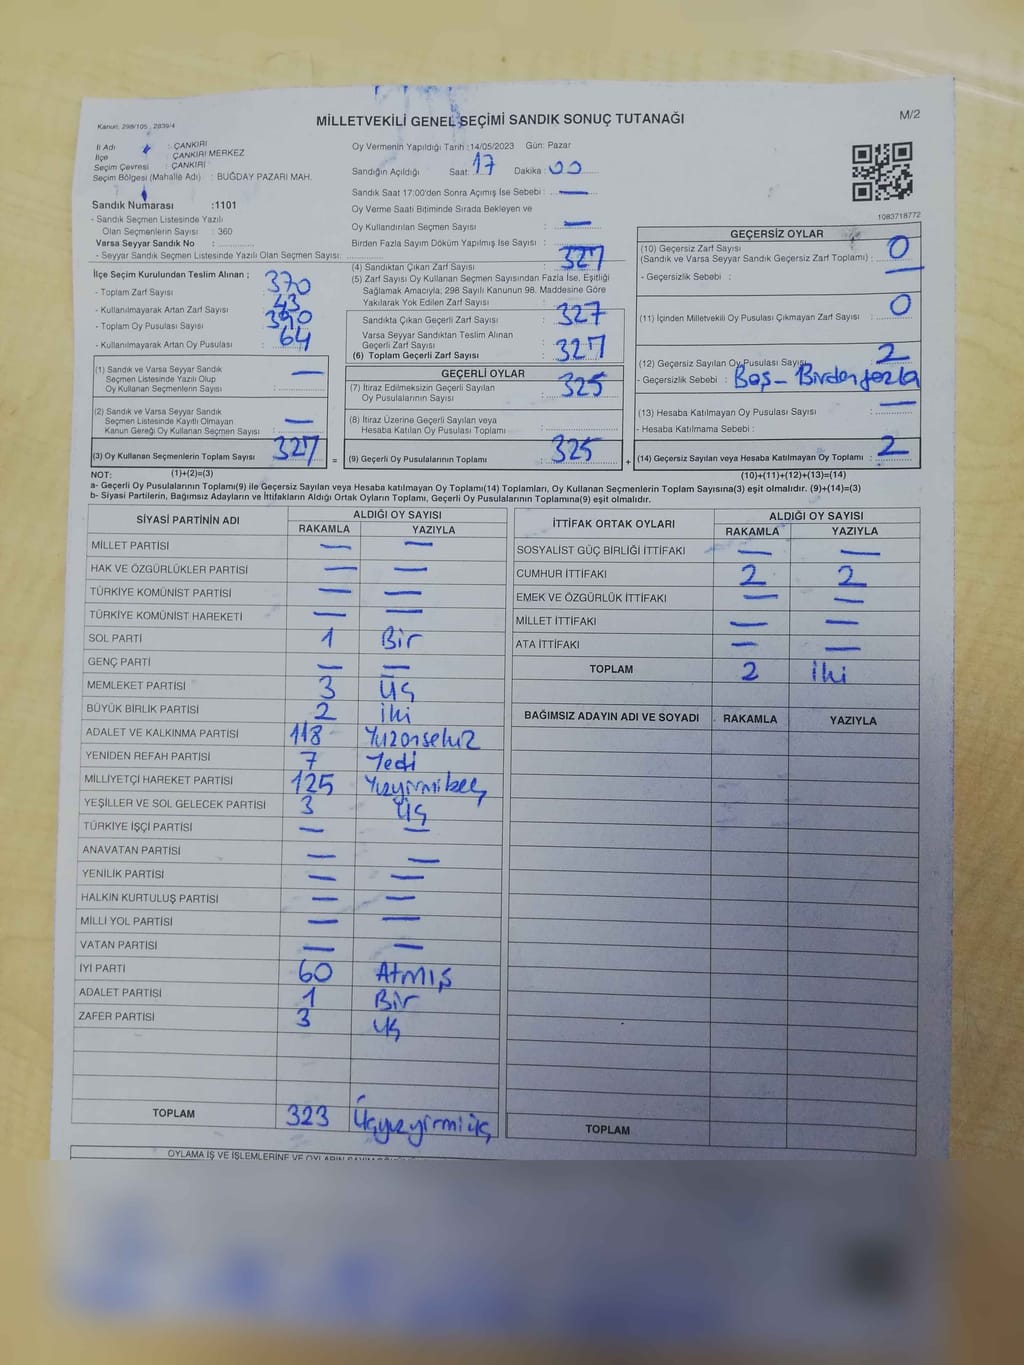 Kanun, 298/105, 2839/4
MİLLETVEKİLİ GENEL SEÇİMİ SANDIK SONUÇ TUTANAĞI
M/2
İl Adı : ÇANKIRI
İlçe : ÇANKIRI MERKEZ
Seçim Çevresi : ÇANKIRI
Seçim Bölgesi (Mahalle Adı) : BUĞDAY PAZARI MAH.
Sandık Numarası :1101
- Sandık Seçmen Listesinde Yazılı
Olan Seçmenlerin Sayısı : 360
Varsa Seyyar Sandık No :
- Seyyar Sandık Seçmen Listesinde Yazılı Olan Seçmen Sayısı:
Oy Vermenin Yapıldığı Tarih :14/05/2023 Gün: Pazar
Sandığın Açıldığı Saat: 17 Dakika : 00
Sandık Saat 17:00'den Sonra Açımış İse Sebebi : —
Oy Verme Saati Bitiminde Sırada Bekleyen ve
Oy Kullandırılan Seçmen Sayısı : —
Birden Fazla Sayım Döküm Yapılmış İse Sayısı :
1083718772
İlçe Seçim Kurulundan Teslim Alınan ;
- Toplam Zarf Sayısı : 370
- Kullanılmayarak Artan Zarf Sayısı : 43
- Toplam Oy Pusulası Sayısı : 390
- Kullanılmayarak Artan Oy Pusulası : 64
(1) Sandık ve Varsa Seyyar Sandık —
Seçmen Listesinde Yazılı Olup
Oy Kullanan Seçmenlerin Sayısı :
(2) Sandık ve Varsa Seyyar Sandık
Seçmen Listesinde Kayıtlı Olmayan —
Kanun Gereği Oy Kullanan Seçmen Sayısı :
(3) Oy Kullanan Seçmenlerin Toplam Sayısı : 327
(4) Sandıktan Çıkan Zarf Sayısı : 327
(5) Zarf Sayısı Oy Kullanan Seçmen Sayısından Fazla İse, Eşitliği
Sağlamak Amacıyla; 298 Sayılı Kanunun 98. Maddesine Göre
Yakılarak Yok Edilen Zarf Sayısı :
Sandıkta Çıkan Geçerli Zarf Sayısı : 327
Varsa Seyyar Sandıktan Teslim Alınan
Geçerli Zarf Sayısı :
(6) Toplam Geçerli Zarf Sayısı : 327
GEÇERLİ OYLAR
(7) İtiraz Edilmeksizin Geçerli Sayılan
Oy Pusulalarının Sayısı : 325
(8) İtiraz Üzerine Geçerli Sayılan veya
Hesaba Katılan Oy Pusulası Toplamı :
= (9) Geçerli Oy Pusulalarının Toplamı : 325 +
GEÇERSİZ OYLAR
(10) Geçersiz Zarf Sayısı
(Sandık ve Varsa Seyyar Sandık Geçersiz Zarf Toplamı) : 0
- Geçersizlik Sebebi : —
(11) İçinden Milletvekili Oy Pusulası Çıkmayan Zarf Sayısı : 0
(12) Geçersiz Sayılan Oy Pusulası Sayısı : 2
- Geçersizlik Sebebi : Boş - Birden fazla
(13) Hesaba Katılmayan Oy Pusulası Sayısı : —
- Hesaba Katılmama Sebebi :
(14) Geçersiz Sayılan veya Hesaba Katılmayan Oy Toplamı : 2
NOT: (1)+(2)=(3)
(10)+(11)+(12)+(13)=(14)
a- Geçerli Oy Pusulalarının Toplamı(9) ile Geçersiz Sayılan veya Hesaba katılmayan Oy Toplamı(14) Toplamları, Oy Kullanan Seçmenlerin Toplam Sayısına(3) eşit olmalıdır. (9)+(14)=(3)
b- Siyasi Partilerin, Bağımsız Adayların ve İttifakların Aldığı Ortak Oyların Toplamı, Geçerli Oy Pusulalarının Toplamına(9) eşit olmalıdır.
SİYASİ PARTİNİN ADI ALDIĞI OY SAYISI
RAKAMLA YAZIYLA
MİLLET PARTİSİ — —
HAK VE ÖZGÜRLÜKLER PARTİSİ — —
TÜRKİYE KOMÜNİST PARTİSİ — —
TÜRKİYE KOMÜNİST HAREKETİ — —
SOL PARTİ 1 Bir
GENÇ PARTİ — —
MEMLEKET PARTİSİ 3 Üç
BÜYÜK BİRLİK PARTİSİ 2 iki
ADALET VE KALKINMA PARTİSİ 118 Yüzonsekiz
YENİDEN REFAH PARTİSİ 7 Yedi
MİLLİYETÇİ HAREKET PARTİSİ 125 Yüzyirmibeş
YEŞİLLER VE SOL GELECEK PARTİSİ 3 Üç
TÜRKİYE İŞÇİ PARTİSİ — —
ANAVATAN PARTİSİ — —
YENİLİK PARTİSİ — —
HALKIN KURTULUŞ PARTİSİ — —
MİLLİ YOL PARTİSİ — —
VATAN PARTİSİ — —
İYİ PARTİ 60 Atmış
ADALET PARTİSİ 1 Bir
ZAFER PARTİSİ 3 üç
TOPLAM 323 Üçyüzyirmiüç
İTTİFAK ORTAK OYLARI ALDIĞI OY SAYISI
RAKAMLA YAZIYLA
SOSYALİST GÜÇ BİRLİĞİ İTTİFAKI — —
CUMHUR İTTİFAKI 2 2
EMEK VE ÖZGÜRLÜK İTTİFAKI — —
MİLLET İTTİFAKI — —
ATA İTTİFAKI — —
TOPLAM 2 iki
BAĞIMSIZ ADAYIN ADI VE SOYADI RAKAMLA YAZIYLA
TOPLAM
OYLAMA İŞ VE İŞLEMLERİNE VE OYLARIN